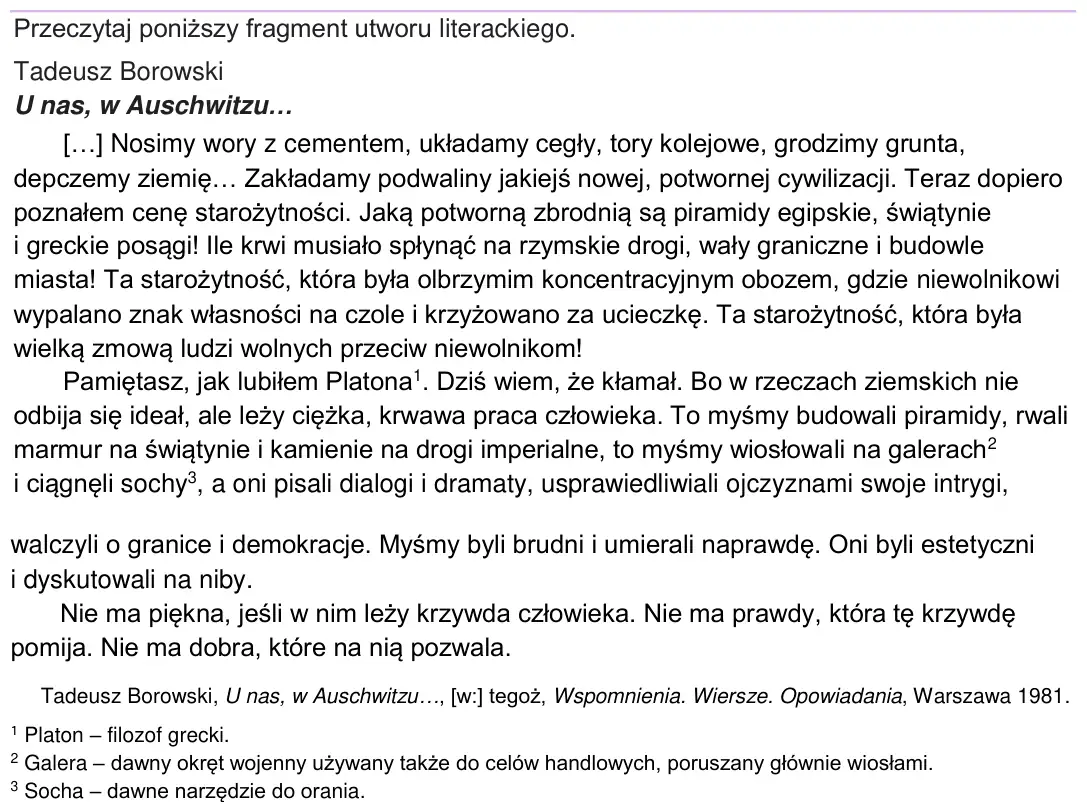 Przeczytaj poniższy fragment utworu literackiego.
Tadeusz Borowski
U nas, w Auschwitzu…
[…] Nosimy wory z cementem, układamy cegły, tory kolejowe, grodzimy grunta,
depczemy ziemię… Zakładamy podwaliny jakiejś nowej, potwornej cywilizacji. Teraz dopiero
poznałem cenę starożytności. Jaką potworną zbrodnią są piramidy egipskie, świątynie
i greckie posągi! Ile krwi musiało spłynąć na rzymskie drogi, wały graniczne i budowle
miasta! Ta starożytność, która była olbrzymim koncentracyjnym obozem, gdzie niewolnikowi
wypalano znak własności na czole i krzyżowano za ucieczkę. Ta starożytność, która była
wielką zmową ludzi wolnych przeciw niewolnikom!
Pamiętasz, jak lubiłem Platona¹. Dziś wiem, że kłamał. Bo w rzeczach ziemskich nie
odbija się ideał, ale leży ciężka, krwawa praca człowieka. To myśmy budowali piramidy, rwali
marmur na świątynie i kamienie na drogi imperialne, to myśmy wiosłowali na galerach²
i ciągnęli sochy³, a oni pisali dialogi i dramaty, usprawiedliwiali ojczyznami swoje intrygi,
walczyli o granice i demokracje. Myśmy byli brudni i umierali naprawdę. Oni byli estetyczni
i dyskutowali na niby.
Nie ma piękna, jeśli w nim leży krzywda człowieka. Nie ma prawdy, która tę krzywdę
pomija. Nie ma dobra, które na nią pozwala.
Tadeusz Borowski, U nas, w Auschwitzu…, [w:] tegoż, Wspomnienia. Wiersze. Opowiadania, Warszawa 1981.
¹ Platon – filozof grecki.
² Galera – dawny okręt wojenny używany także do celów handlowych, poruszany głównie wiosłami.
³ Socha – dawne narzędzie do orania.